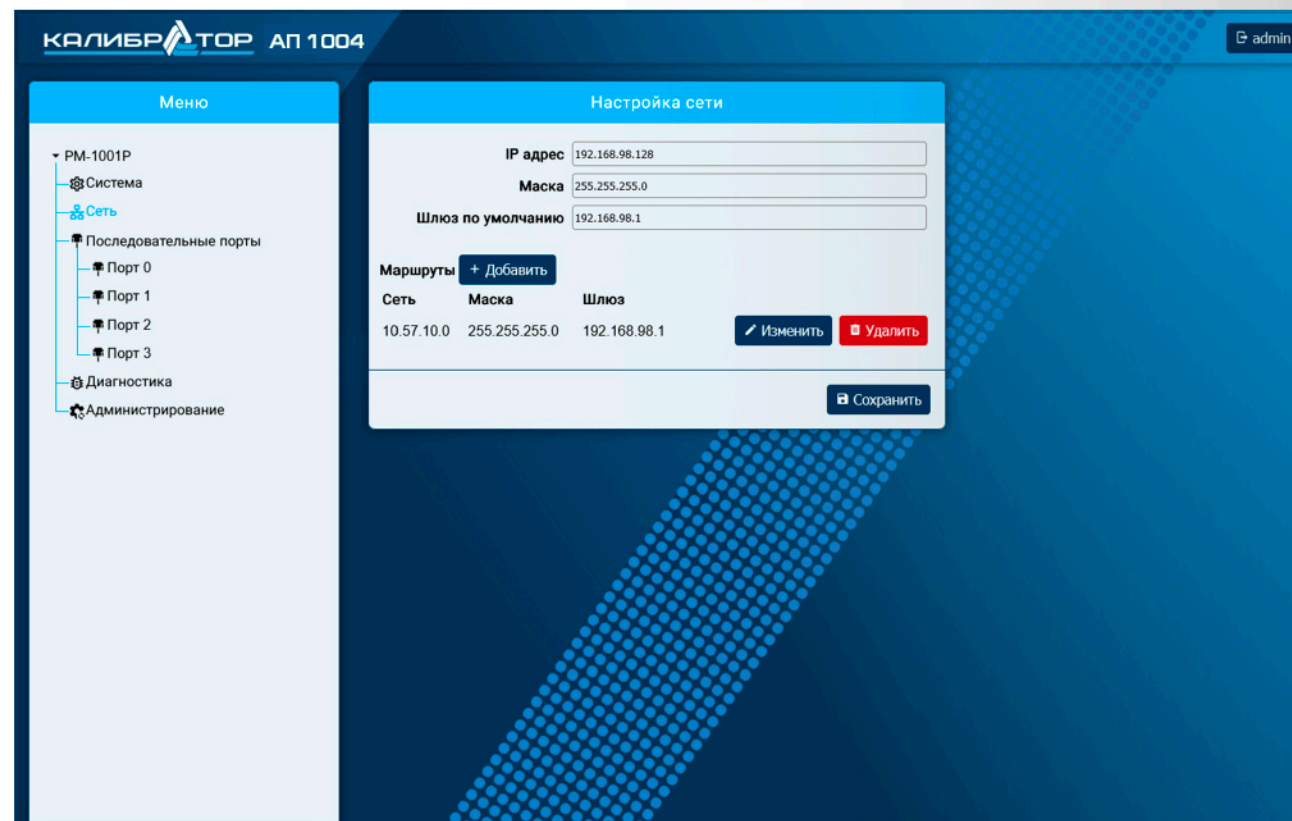 КАЛИБРАТОР АП 1004
admin
Меню
РМ-1001Р
Система
Сеть
Последовательные порты
Порт 0
Порт 1
Порт 2
Порт 3
Диагностика
Администрирование
Настройка сети
IP адрес 192.168.98.128
Маска 255.255.255.0
Шлюз по умолчанию 192.168.98.1
Маршруты + Добавить
Сеть Маска Шлюз
10.57.10.0 255.255.255.0 192.168.98.1 Изменить Удалить
Сохранить